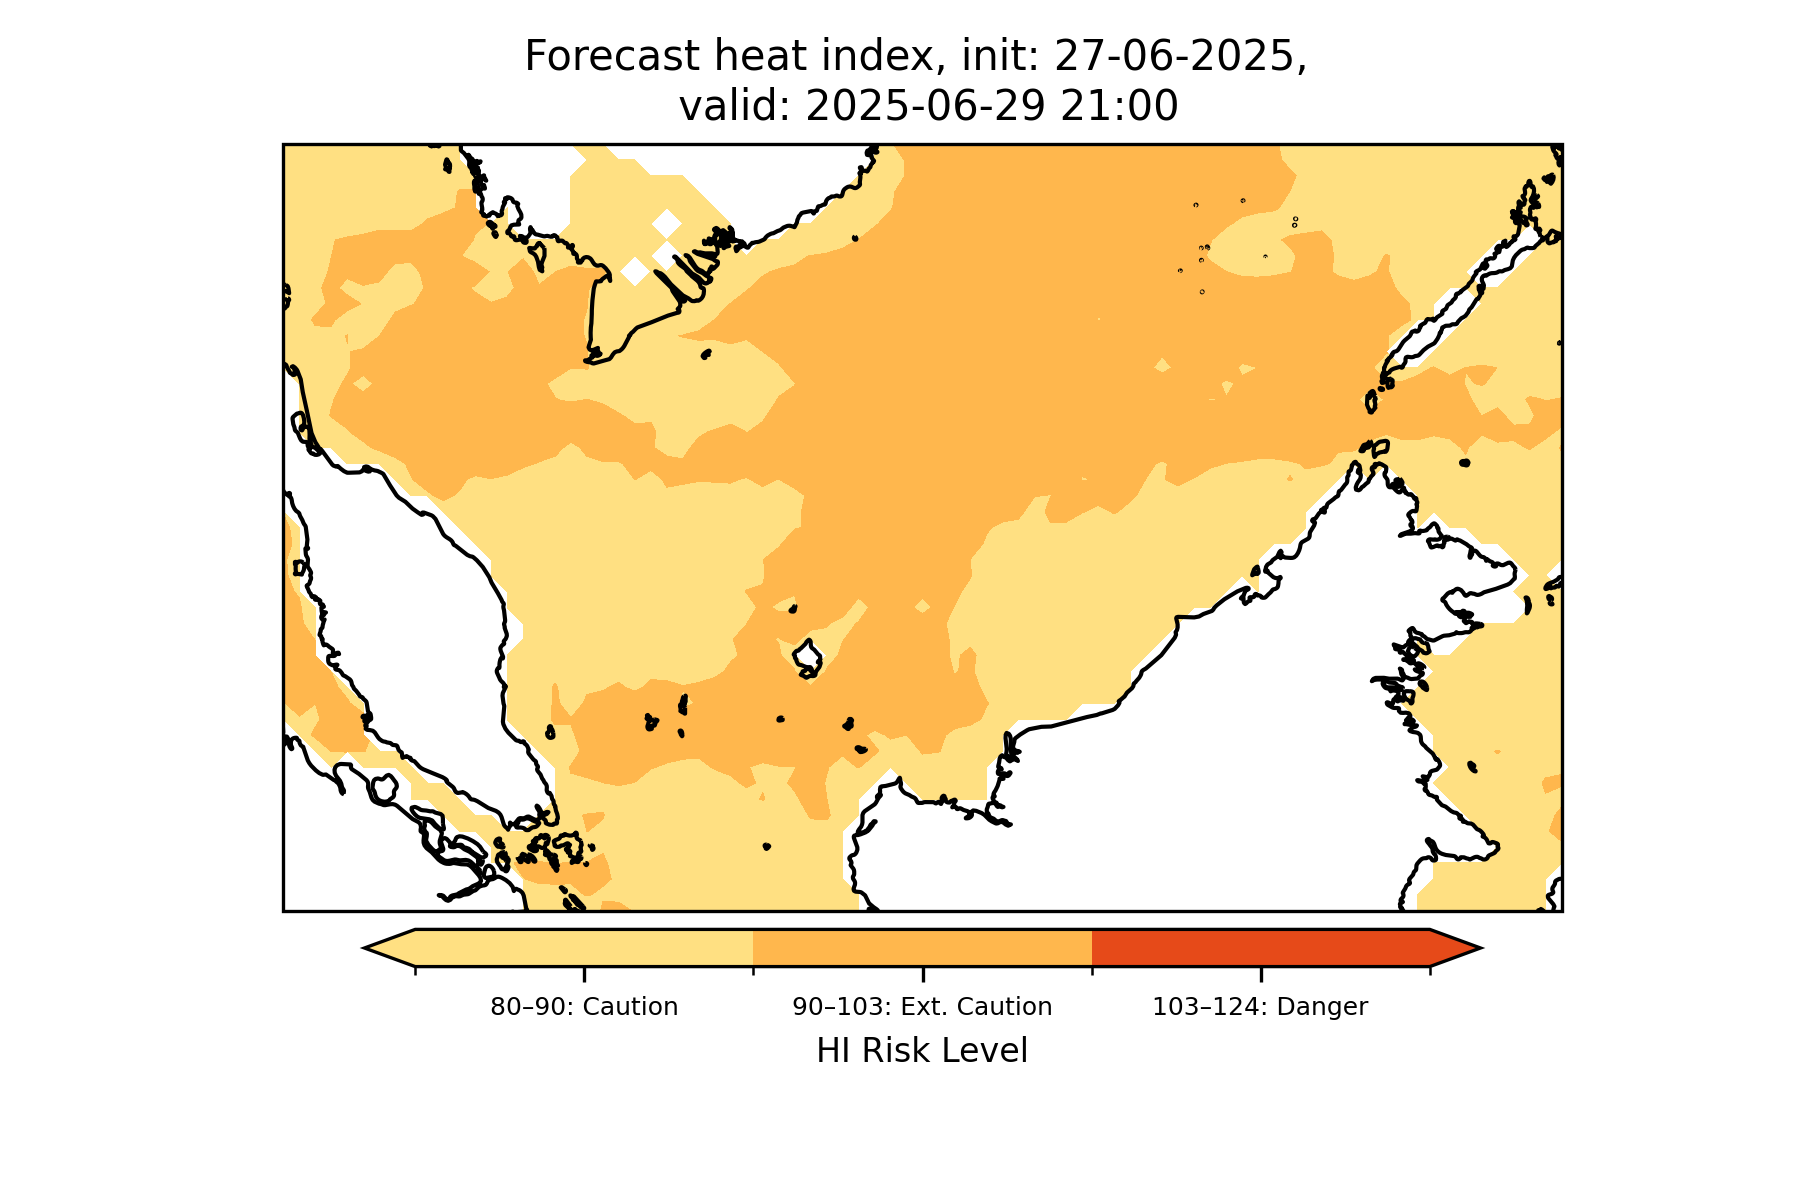 Forecast heat index, init: 27-06-2025,
valid: 2025-06-29 21:00
80–90: Caution
90–103: Ext. Caution
103–124: Danger
HI Risk Level